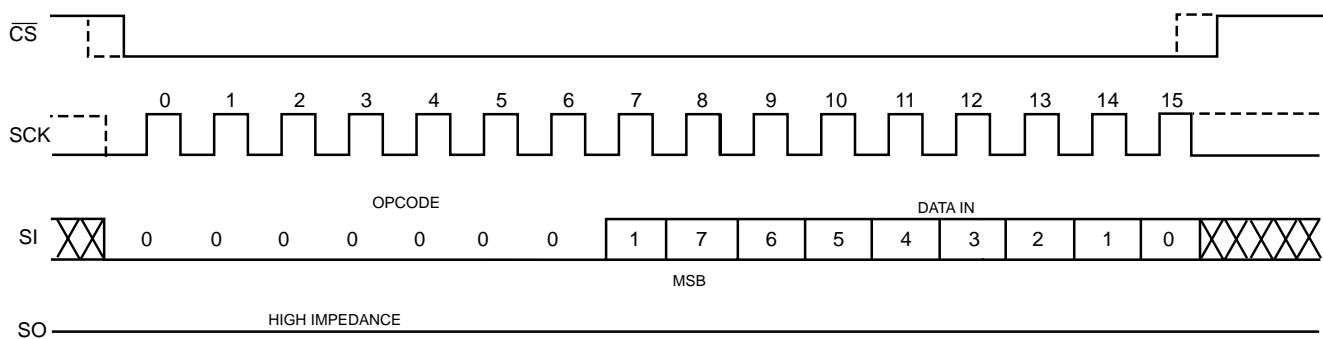 CS
0 1 2 3 4 5 6 7 8 9 10 11 12 13 14 15
SCK
OPCODE DATA IN
SI 0 0 0 0 0 0 0 1 7 6 5 4 3 2 1 0
MSB
HIGH IMPEDANCE
SO